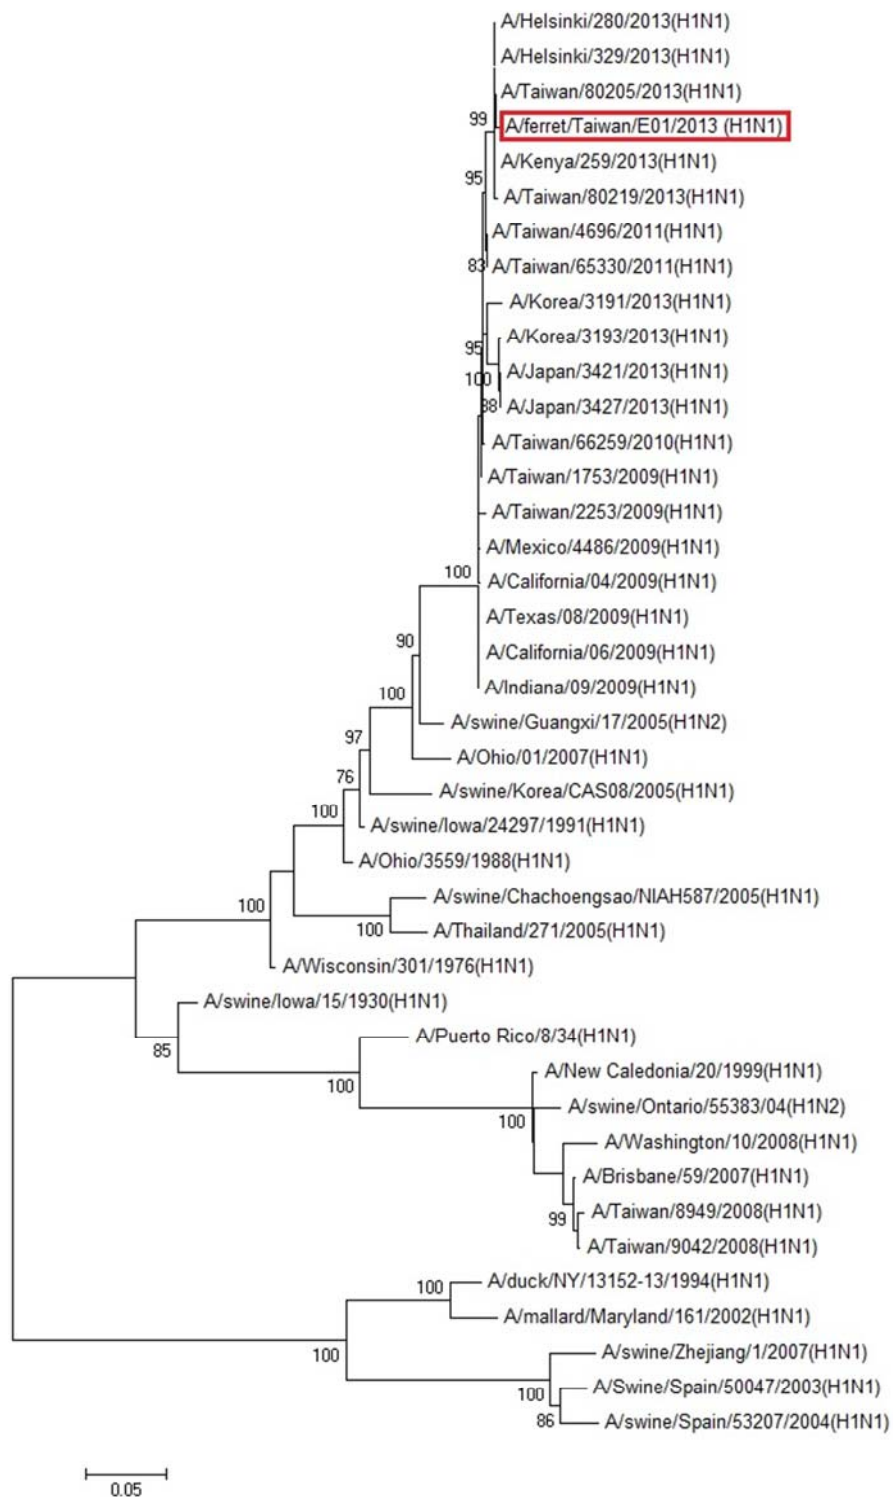 A/Helsinki/280/2013(H1N1)
A/Helsinki/329/2013(H1N1)
A/Taiwan/80205/2013(H1N1)
99
A/ferret/Taiwan/E01/2013 (H1N1)
A/Kenya/259/2013(H1N1)
95
A/Taiwan/80219/2013(H1N1)
A/Taiwan/4696/2011(H1N1)
83
A/Taiwan/65330/2011(H1N1)
A/Korea/3191/2013(H1N1)
A/Korea/3193/2013(H1N1)
95
A/Japan/3421/2013(H1N1)
100
A/Japan/3427/2013(H1N1)
A/Taiwan/66259/2010(H1N1)
A/Taiwan/1753/2009(H1N1)
A/Taiwan/2253/2009(H1N1)
A/Mexico/4486/2009(H1N1)
100
A/California/04/2009(H1N1)
A/Texas/08/2009(H1N1)
90
A/California/06/2009(H1N1)
A/Indiana/09/2009(H1N1)
100
A/swine/Guangxi/17/2005(H1N2)
97
A/Ohio/01/2007(H1N1)
76
A/swine/Korea/CAS08/2005(H1N1)
100
A/swine/Iowa/24297/1991(H1N1)
A/Ohio/3559/1988(H1N1)
A/swine/Chachoengsao/NIAH587/2005(H1N1)
100
100
A/Thailand/271/2005(H1N1)
A/Wisconsin/301/1976(H1N1)
A/swine/Iowa/15/1930(H1N1)
A/Puerto Rico/8/34(H1N1)
85
A/New Caledonia/20/1999(H1N1)
100
A/swine/Ontario/55383/04(H1N2)
100
A/Washington/10/2008(H1N1)
A/Brisbane/59/2007(H1N1)
A/Taiwan/8949/2008(H1N1)
99
A/Taiwan/9042/2008(H1N1)
A/duck/NY/13152-13/1994(H1N1)
100
A/mallard/Maryland/161/2002(H1N1)
100
A/swine/Zhejiang/1/2007(H1N1)
100
A/Swine/Spain/50047/2003(H1N1)
86
A/swine/Spain/53207/2004(H1N1)
0.05